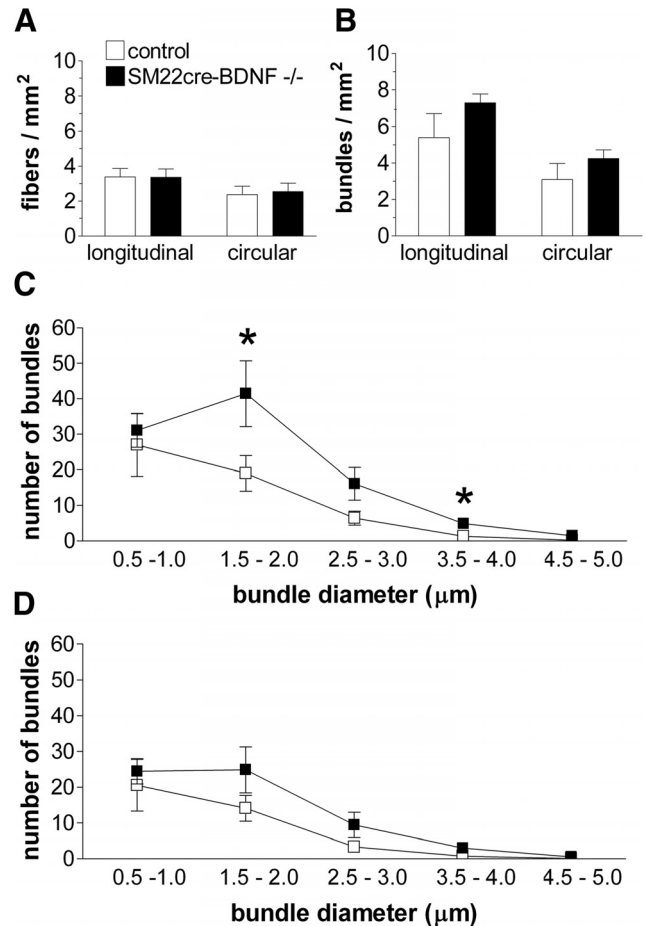 A
B
control
SM22cre-BDNF -/-
fibers / mm²
10
8
6
4
2
0
longitudinal circular
bundles / mm²
10
8
6
4
2
0
longitudinal circular
C
number of bundles
60
50
40
30
20
10
0
*
*
0.5 -1.0 1.5 - 2.0 2.5 - 3.0 3.5 - 4.0 4.5 - 5.0
bundle diameter (μm)
D
number of bundles
60
50
40
30
20
10
0
0.5 -1.0 1.5 - 2.0 2.5 - 3.0 3.5 - 4.0 4.5 - 5.0
bundle diameter (μm)